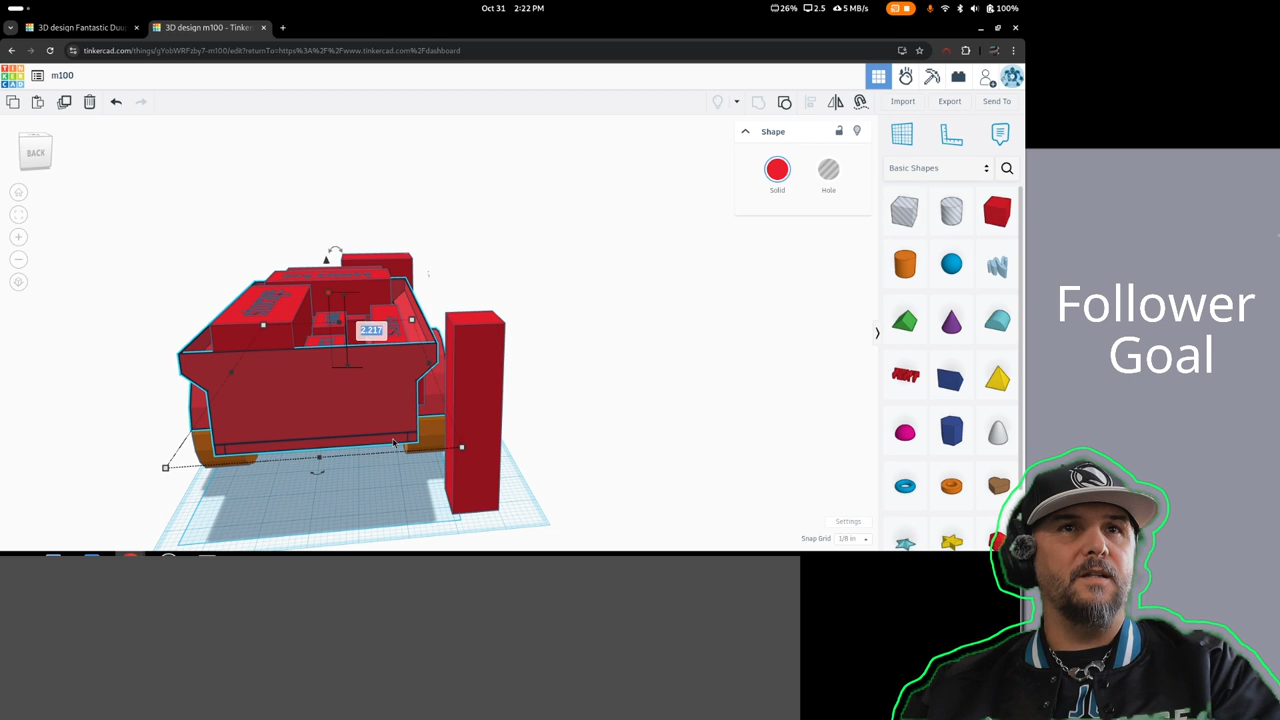 Oct 31 2:22 PM
26% 2.5 5 MB/s 100%
3D design Fantastic Duu
3D design m100 - Tinker
tinkercad.com/things/gYobWRFzby7-m100/edit?returnTo=https%3A%2F%2Fwww.tinkercad.com%2Fdashboard
TIN
KER
CAD
m100
Import Export Send To
BACK
Shape
Solid Hole
Basic Shapes
2.217
Settings
Snap Grid 1/8 in
Follower
Goal